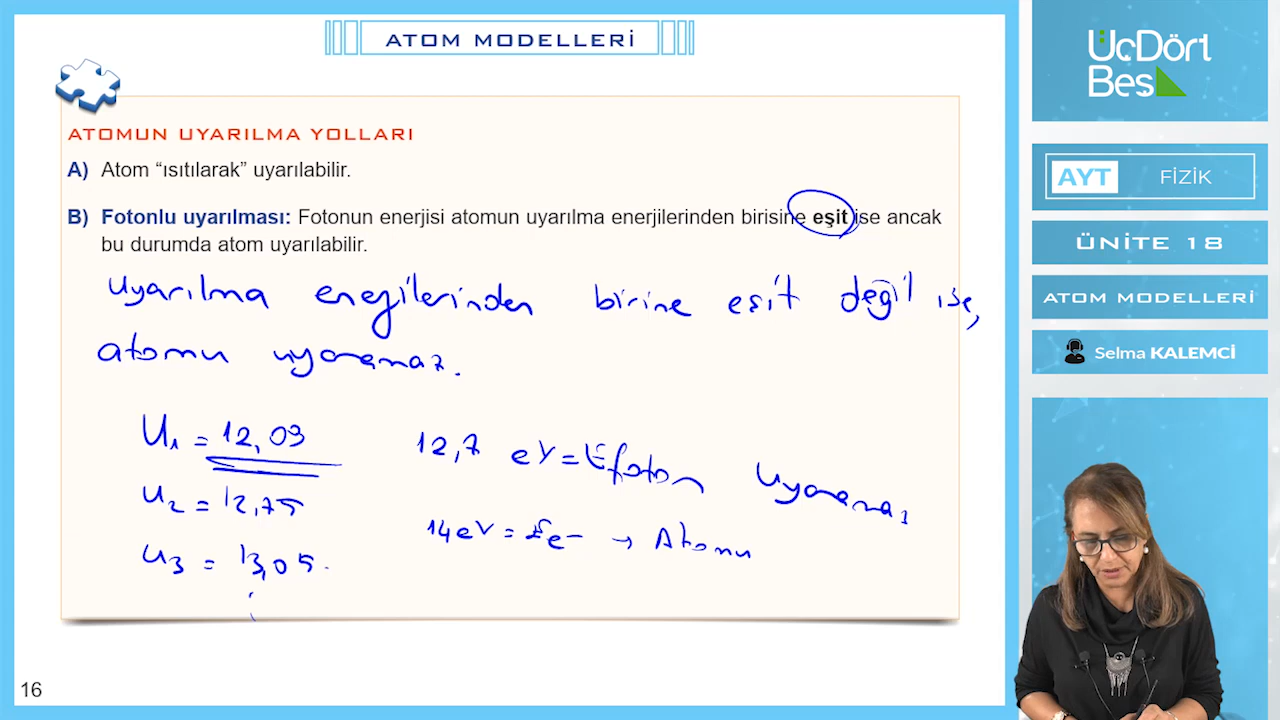 ATOM MODELLERİ
ATOMUN UYARILMA YOLLARI
A) Atom “ısıtılarak” uyarılabilir.
B) Fotonlu uyarılması: Fotonun enerjisi atomun uyarılma enerjilerinden birisine eşit ise ancak
bu durumda atom uyarılabilir.
uyarılma enerjilerinden birine eşit değil ise,
atomu uyaramaz.
U₁ = 12,09
U₂ = 12,75
U₃ = 13,05
12,7 eV = Efoton uyaramaz
14 eV = Ee- → Atomu
16
ÜçDört
Beş
AYT FİZİK
ÜNİTE 18
ATOM MODELLERİ
Selma KALEMCİ